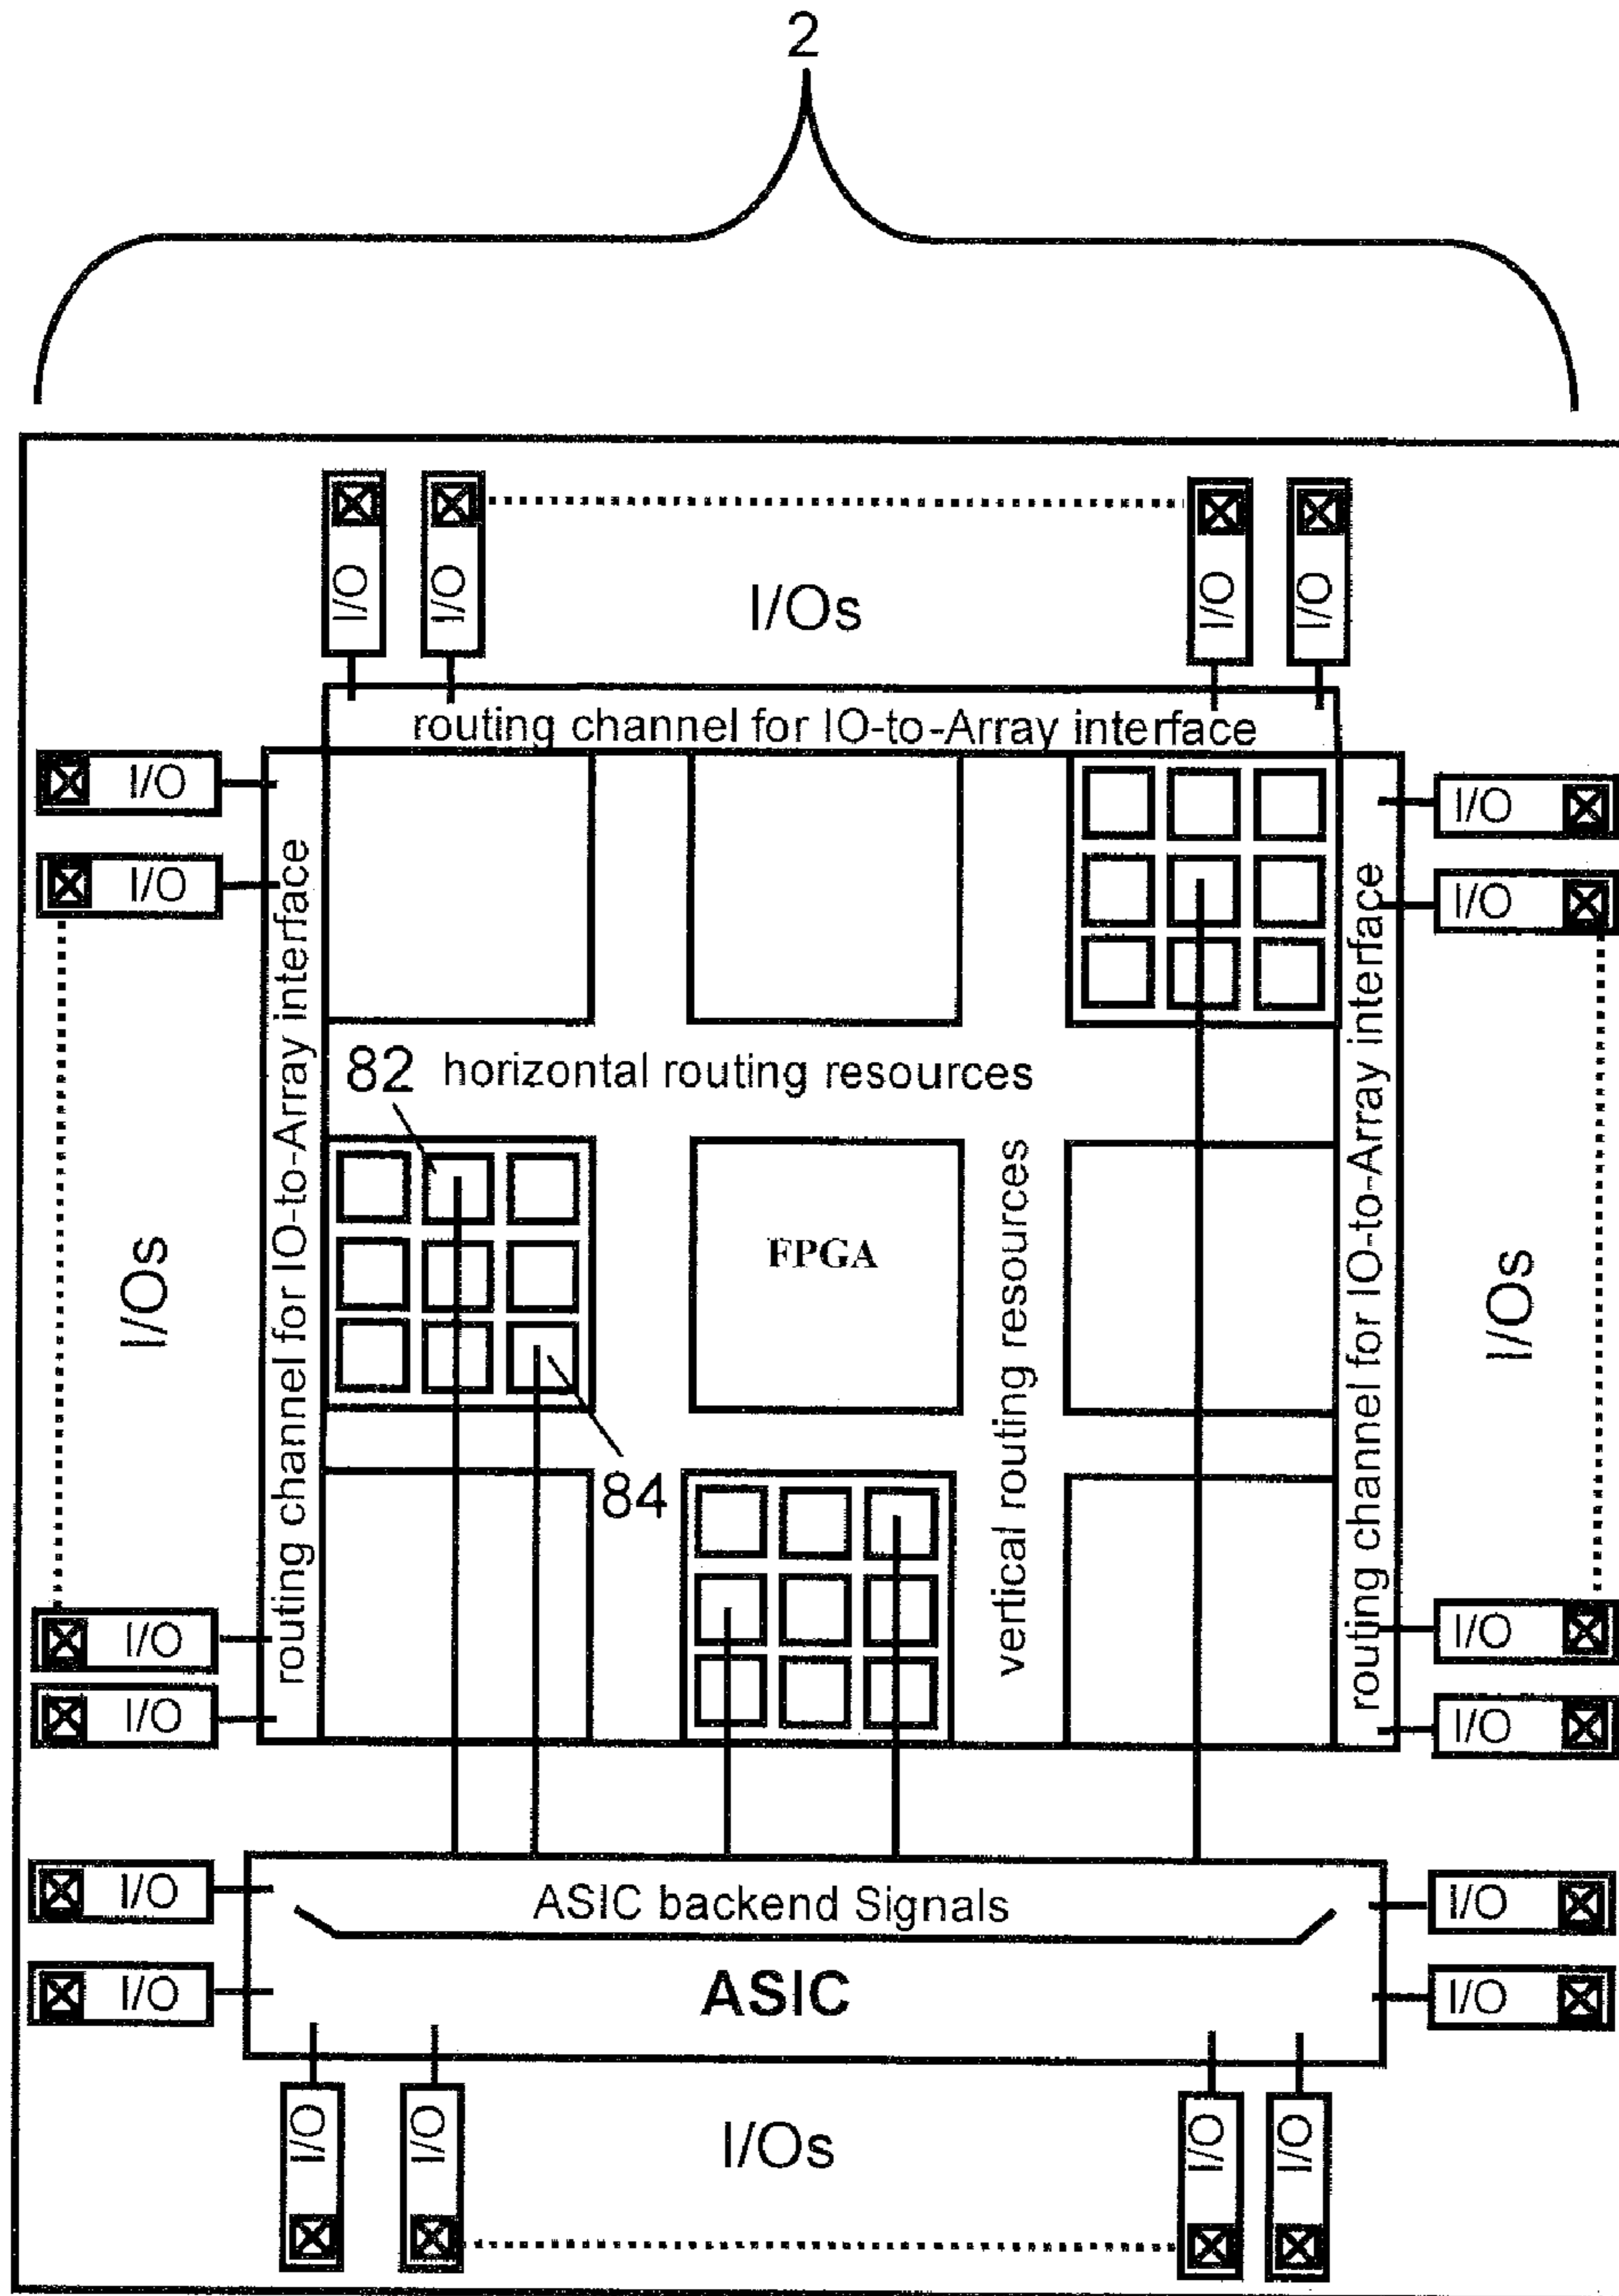 2
I/O
I/O
I/O
I/O
I/Os
routing channel for IO-to-Array interface
I/O
I/O
I/O
I/O
routing channel for IO-to-Array interface
routing channel for IO-to-Array interface
82 horizontal routing resources
I/Os
FPGA
vertical routing resources
I/Os
84
I/O
I/O
I/O
I/O
I/O
ASIC backend Signals
I/O
I/O
ASIC
I/O
I/O
I/O
I/Os
I/O
I/O